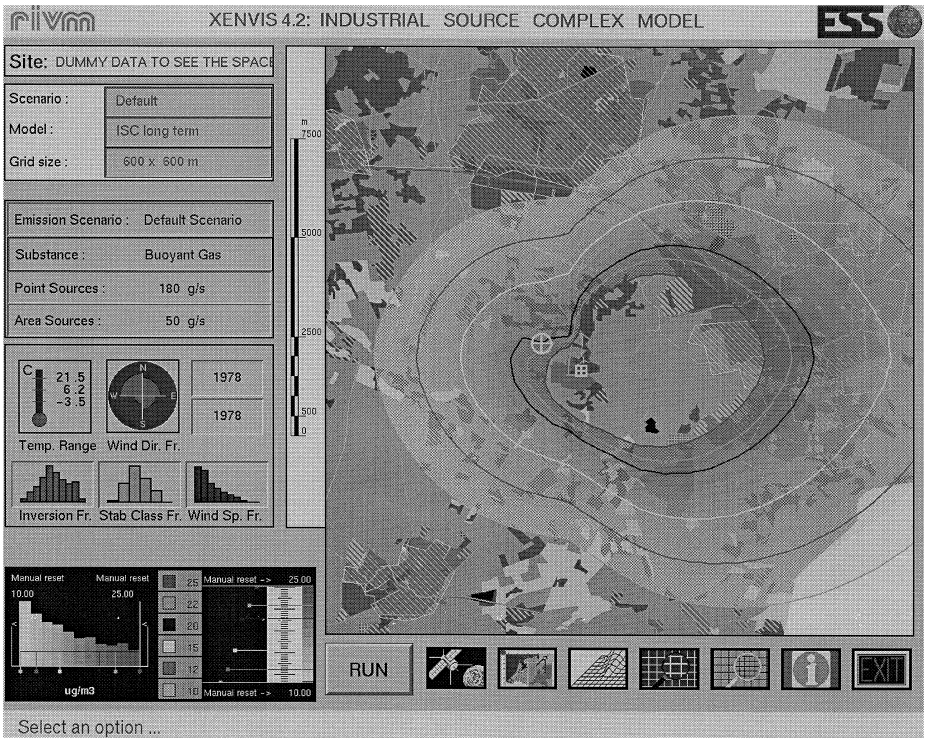 rivm
XENVIS 4.2: INDUSTRIAL SOURCE COMPLEX MODEL
ESS
Site: DUMMY DATA TO SEE THE SPACE
Scenario : Default
Model : ISC long term
Grid size : 600 x 600 m
Emission Scenario : Default Scenario
Substance : Buoyant Gas
Point Sources : 180 g/s
Area Sources : 50 g/s
C
21.5
6.2
-3.5
N
W E
S
1978
1978
Temp. Range Wind Dir. Fr.
Inversion Fr. Stab Class Fr. Wind Sp. Fr.
m
7500
5000
2500
500
0
Manual reset Manual reset
10.00 25.00
ug/m3
25
22
20
15
12
10
Manual reset -> 25.00
Manual reset -> 10.00
RUN
i
EXIT
Select an option ...